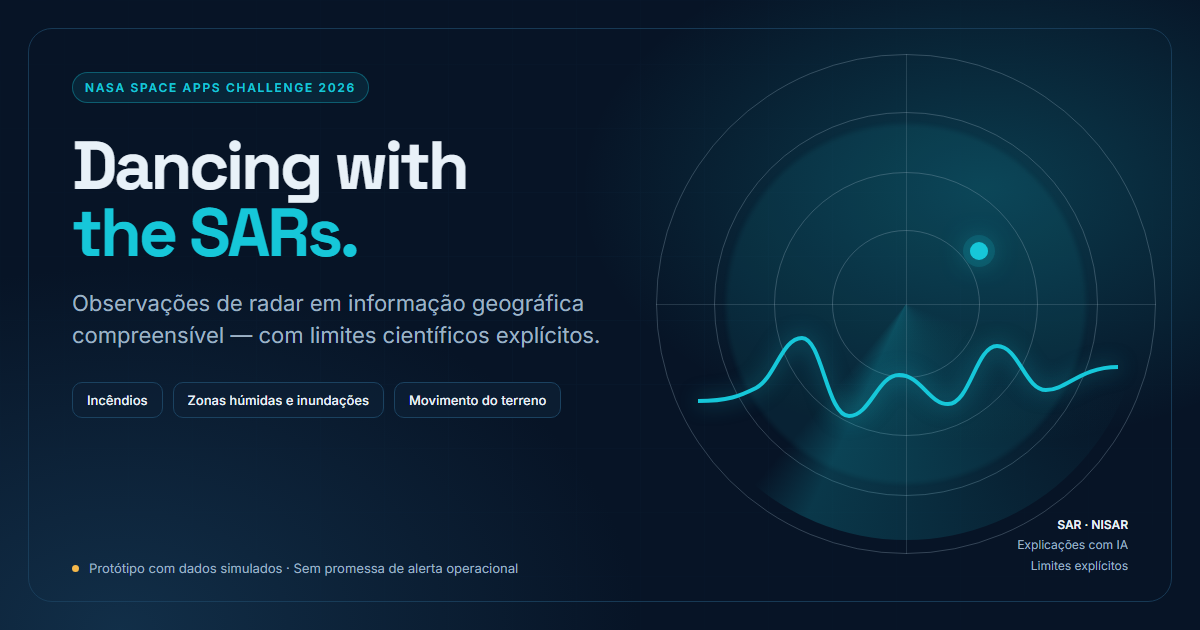 NASA SPACE APPS CHALLENGE 2026
Dancing with
the SARs.
Observações de radar em informação geográfica
compreensível — com limites científicos explícitos.
Incêndios
Zonas húmidas e inundações
Movimento do terreno
Protótipo com dados simulados · Sem promessa de alerta operacional
SAR · NISAR
Explicações com IA
Limites explícitos